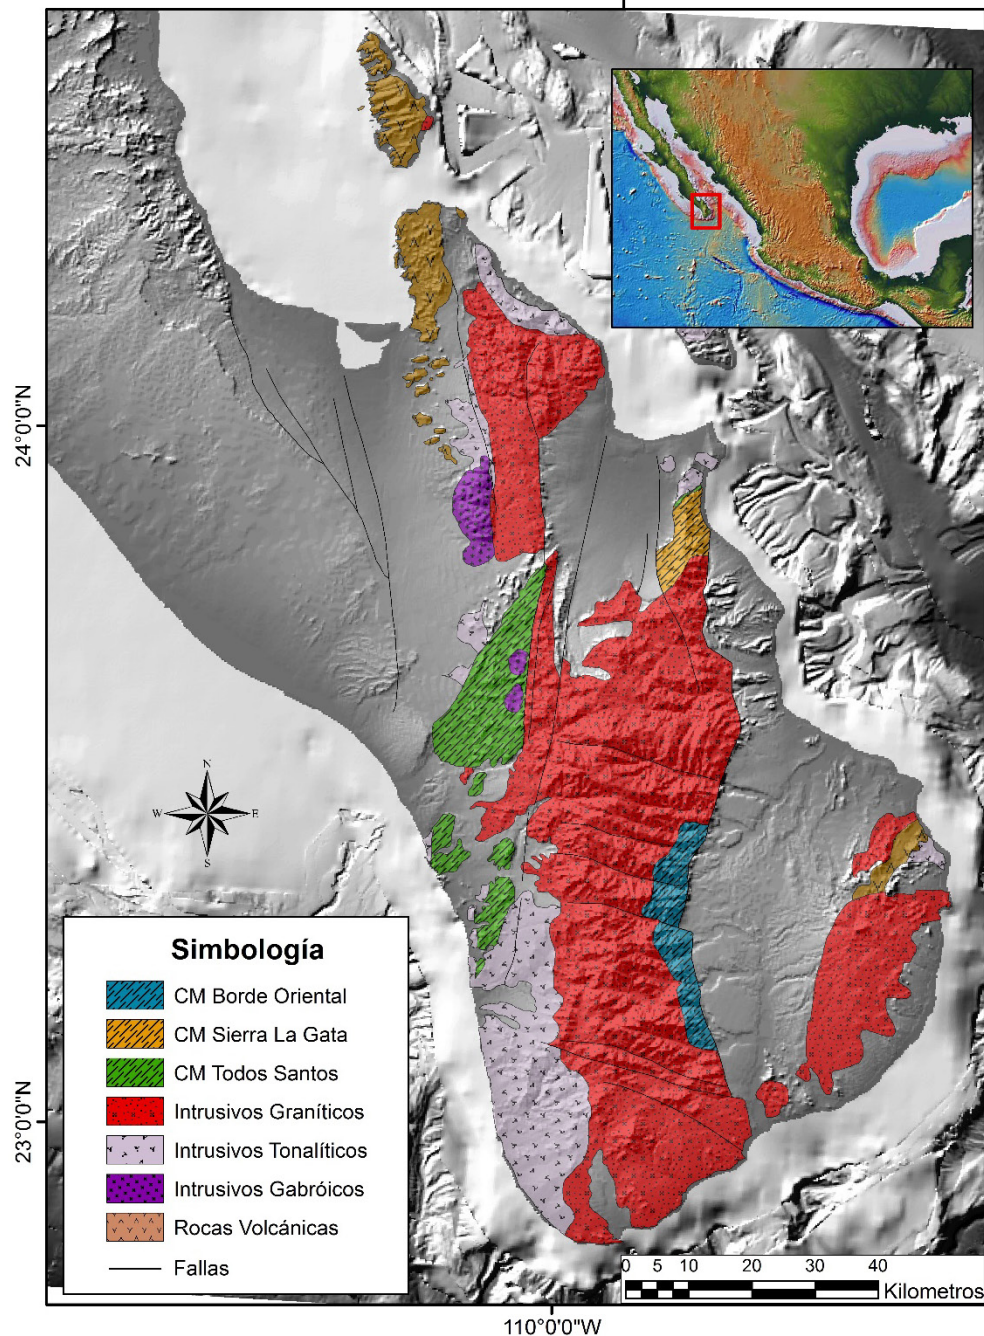 24°0'0"N
N
W
E
S
Simbología
CM Borde Oriental
CM Sierra La Gata
CM Todos Santos
Intrusivos Graníticos
Intrusivos Tonalíticos
Intrusivos Gabróicos
Rocas Volcánicas
Fallas
23°0'0"N
0 5 10 20 30 40
Kilometros
110°0'0"W